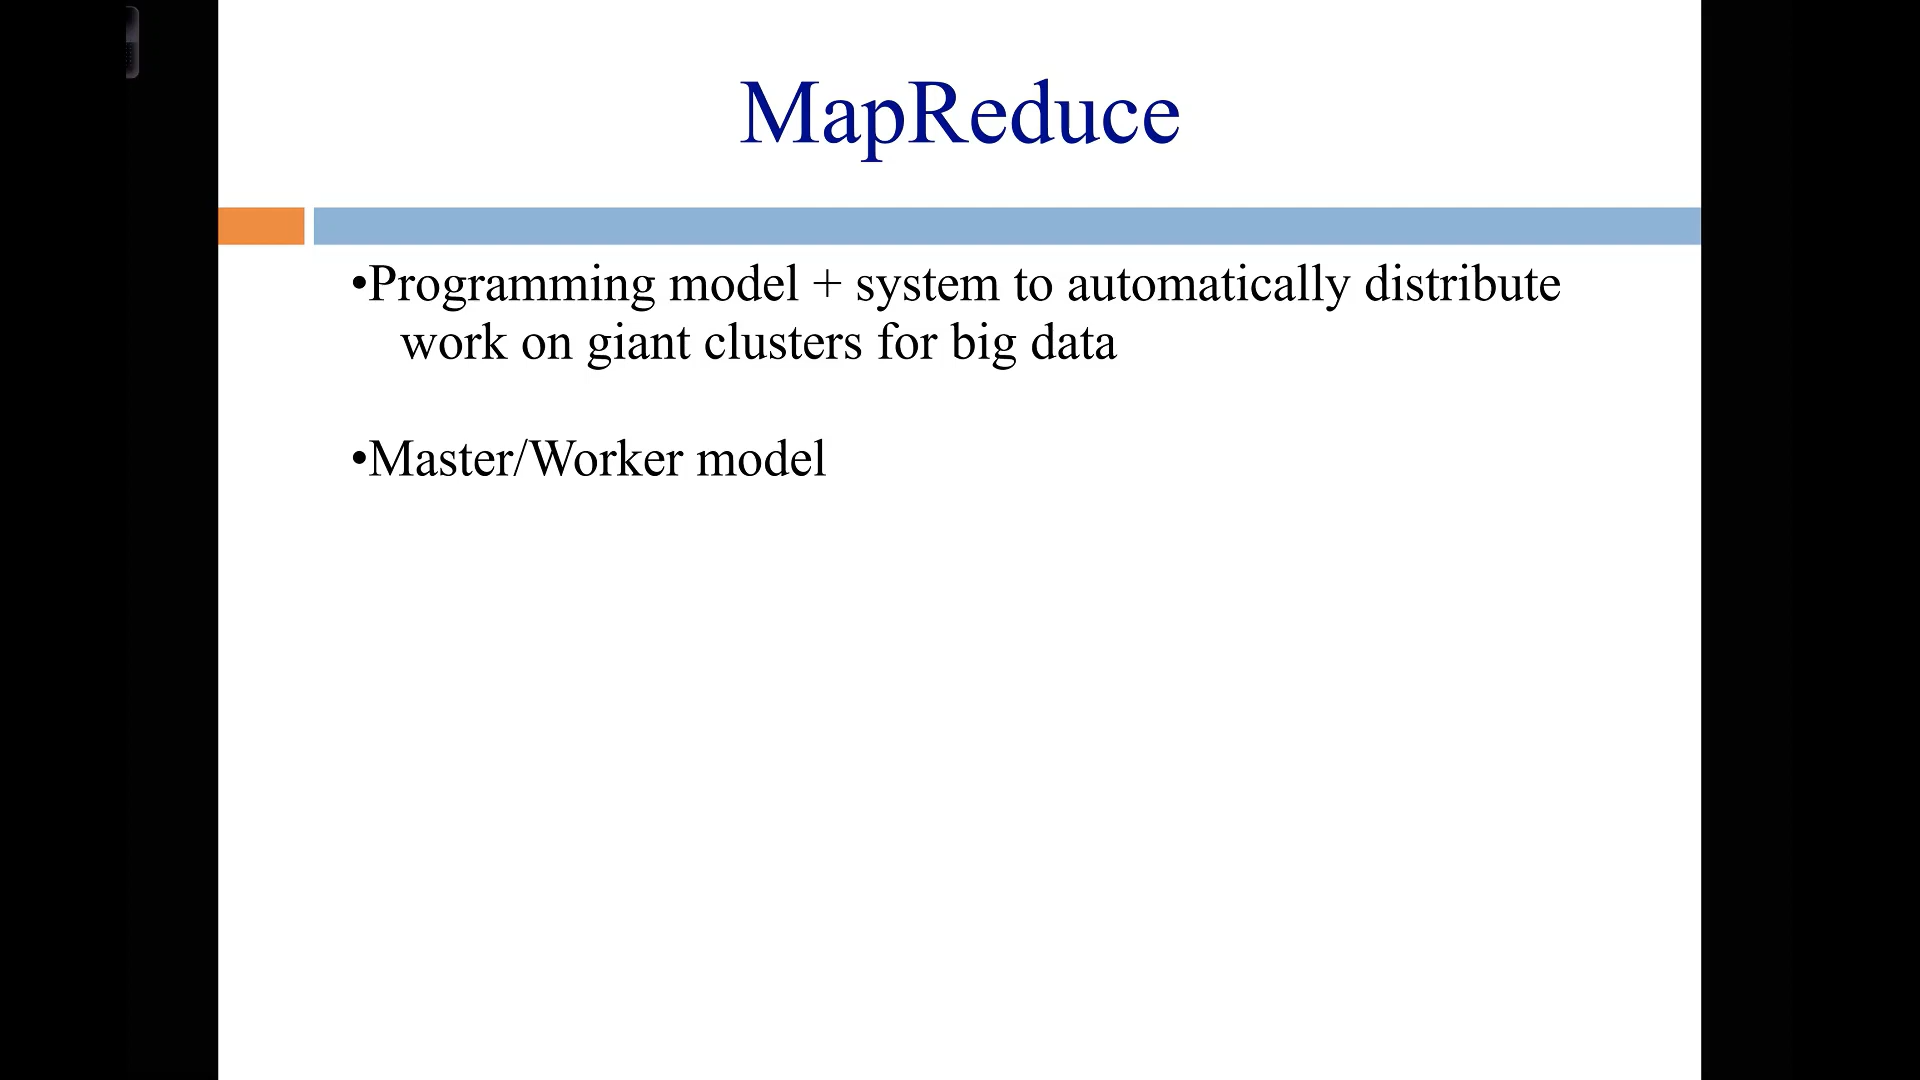 MapReduce
•Programming model + system to automatically distribute
work on giant clusters for big data
•Master/Worker model